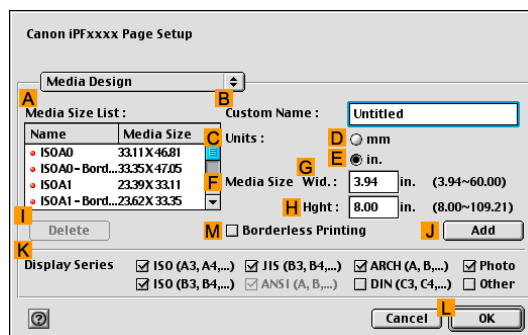 Canon iPFxxxx Page Setup
Media Design
A B
Media Size List : Custom Name : Untitled
Name Media Size C Units : D mm
ISOA0 33.11X46.81 E in.
ISOA0-Bord...33.35X47.05 G
ISOA1 23.39X33.11 F Media Size Wid.: 3.94 in. (3.94~60.00)
ISOA1-Bord...23.62X33.35 H Hght : 8.00 in. (8.00~109.21)
I Delete M Borderless Printing J Add
K
Display Series ISO (A3, A4,...) JIS (B3, B4,...) ARCH (A, B,...) Photo
ISO (B3, B4,...) ANSI (A, B,...) DIN (C3, C4,...) Other
L
? Cancel OK